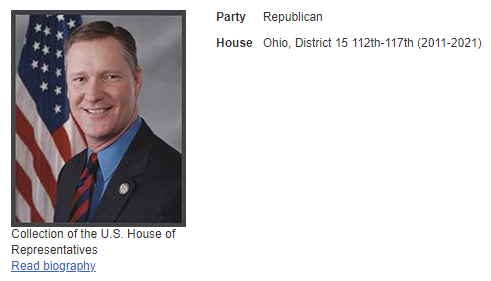 Party Republican
House Ohio, District 15 112th-117th (2011-2021)
Collection of the U.S. House of
Representatives
Read biography